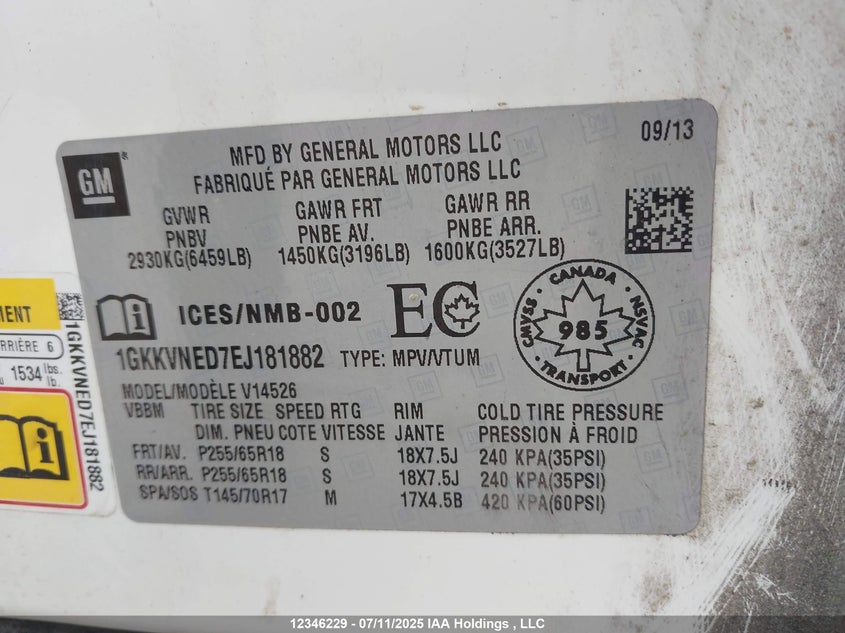 MFD BY GENERAL MOTORS LLC
FABRIQUÉ PAR GENERAL MOTORS LLC
09/13
GM
GVWR GAWR FRT GAWR RR
PNBV PNBE AV. PNBE ARR.
2930KG(6459LB) 1450KG(3196LB) 1600KG(3527LB)
ICES/NMB-002
EC
CANADA
CMVSS NSVAC
985
TRANSPORT
1GKKVNED7EJ181882 TYPE: MPV/VTUM
MODEL/MODÈLE V14526
VBBM TIRE SIZE SPEED RTG RIM COLD TIRE PRESSURE
DIM. PNEU COTE VITESSE JANTE PRESSION À FROID
FRT/AV. P255/65R18 S 18X7.5J 240 KPA(35PSI)
RR/ARR. P255/65R18 S 18X7.5J 240 KPA(35PSI)
SPA/SOS T145/70R17 M 17X4.5B 420 KPA(60PSI)
6
1534 lbs.
lb.
1GKKVNED7EJ181882
12346229 - 07/11/2025 IAA Holdings , LLC